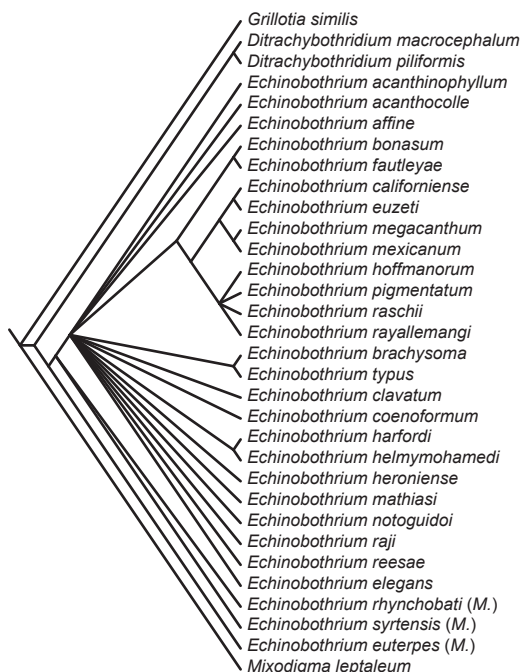 Grillotia similis
Ditrachybothridium macrocephalum
Ditrachybothridium piliformis
Echinobothrium acanthinophyllum
Echinobothrium acanthocolle
Echinobothrium affine
Echinobothrium bonasum
Echinobothrium fautleyae
Echinobothrium californiense
Echinobothrium euzeti
Echinobothrium megacanthum
Echinobothrium mexicanum
Echinobothrium hoffmanorum
Echinobothrium pigmentatum
Echinobothrium raschii
Echinobothrium rayallemangi
Echinobothrium brachysoma
Echinobothrium typus
Echinobothrium clavatum
Echinobothrium coenoformum
Echinobothrium harfordi
Echinobothrium helmymohamedi
Echinobothrium heroniense
Echinobothrium mathiasi
Echinobothrium notoguidoi
Echinobothrium raji
Echinobothrium reesae
Echinobothrium elegans
Echinobothrium rhynchobati (M.)
Echinobothrium syrtensis (M.)
Echinobothrium euterpes (M.)
Mixodigma leptaleum